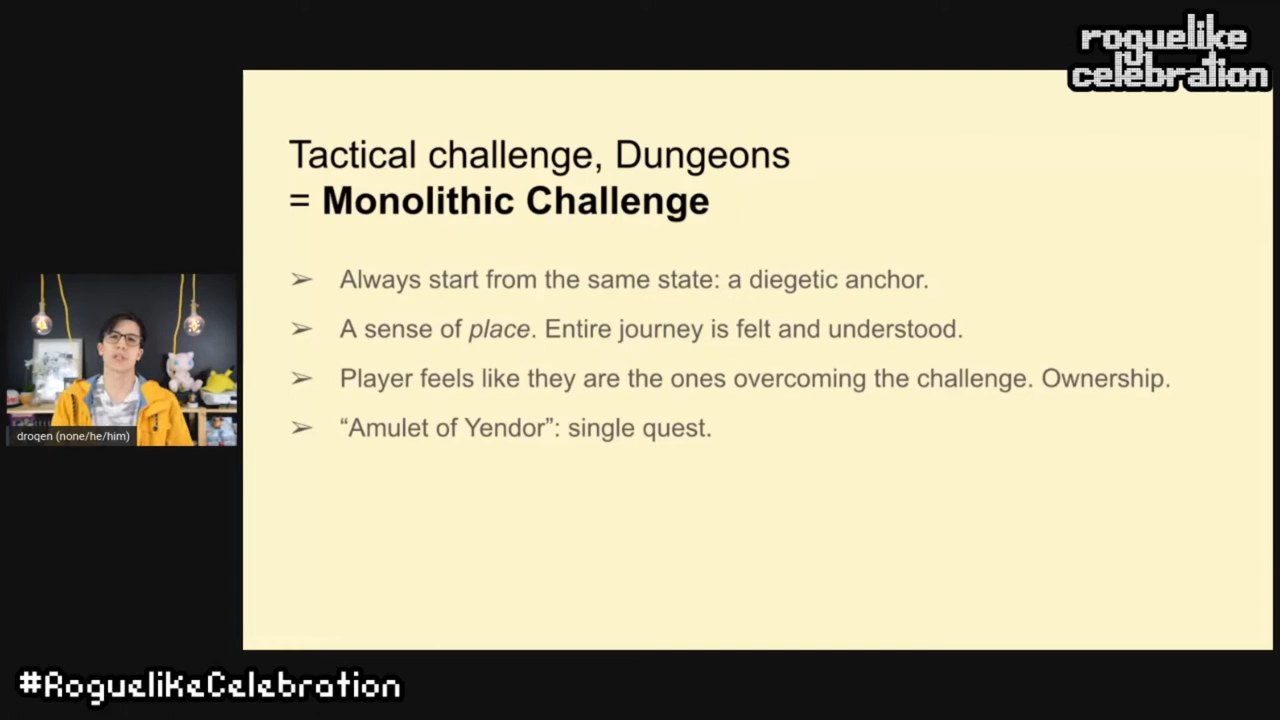 roguelike
celebration
Tactical challenge, Dungeons
= Monolithic Challenge
➢ Always start from the same state: a diegetic anchor.
➢ A sense of place. Entire journey is felt and understood.
➢ Player feels like they are the ones overcoming the challenge. Ownership.
➢ “Amulet of Yendor”: single quest.
droqen (none/he/him)
#RoguelikeCelebration